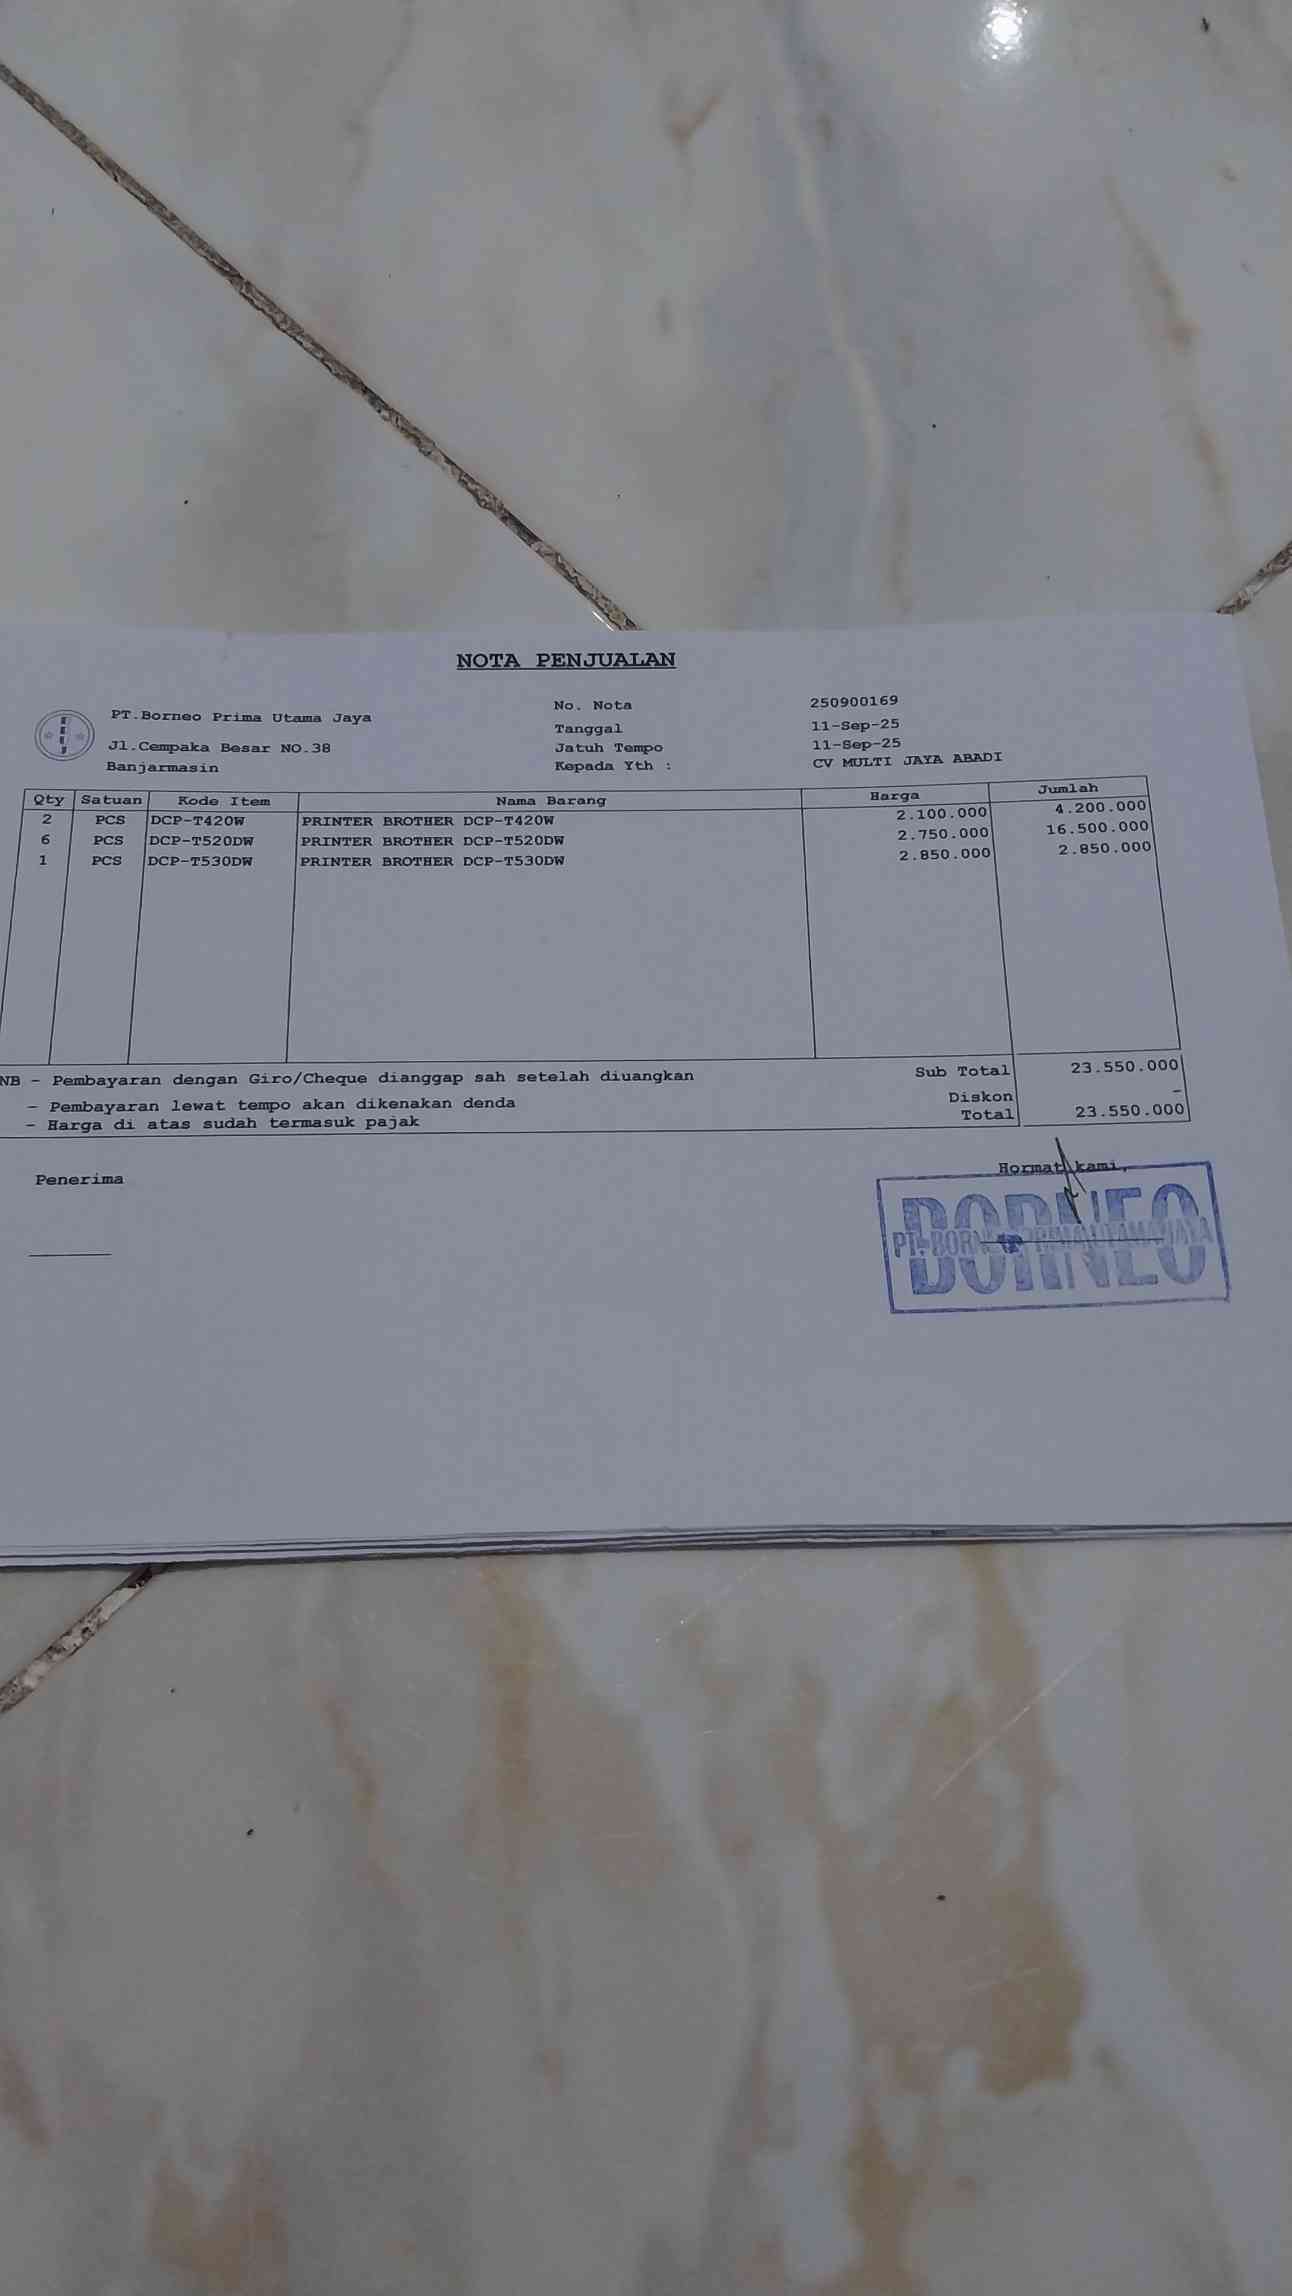 NOTA PENJUALAN
PT.Borneo Prima Utama Jaya
Jl.Cempaka Besar NO.38
Banjarmasin
No. Nota 250900169
Tanggal 11-Sep-25
Jatuh Tempo 11-Sep-25
Kepada Yth : CV MULTI JAYA ABADI
Qty Satuan Kode Item Nama Barang Harga Jumlah
2 PCS DCP-T420W PRINTER BROTHER DCP-T420W 2.100.000 4.200.000
6 PCS DCP-T520DW PRINTER BROTHER DCP-T520DW 2.750.000 16.500.000
1 PCS DCP-T530DW PRINTER BROTHER DCP-T530DW 2.850.000 2.850.000
NB - Pembayaran dengan Giro/Cheque dianggap sah setelah diuangkan
- Pembayaran lewat tempo akan dikenakan denda
- Harga di atas sudah termasuk pajak
Sub Total 23.550.000
Diskon -
Total 23.550.000
Penerima
Hormat kami,
BORNEO
PT. BORNEO PRIMA UTAMA JAYA